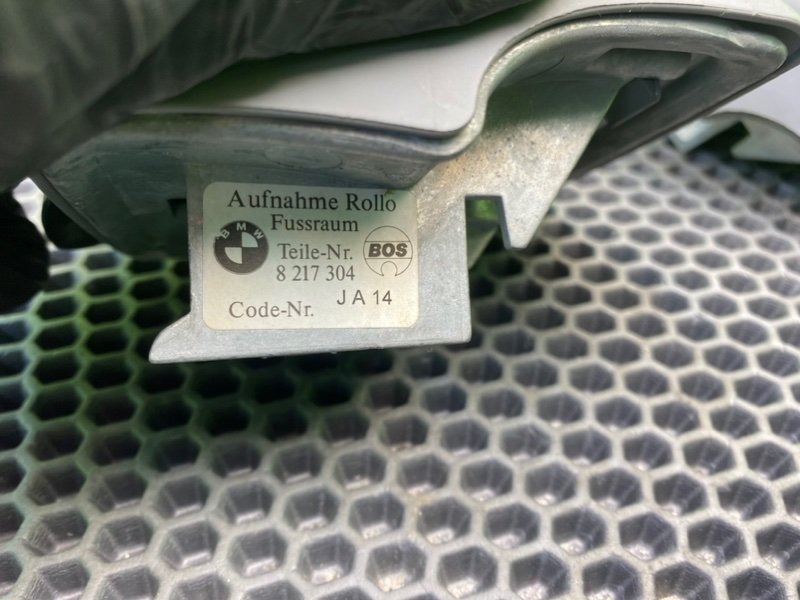 Aufnahme Rollo
Fussraum
BMW
Teile-Nr.
BOS
8 217 304
J A 14
Code-Nr.